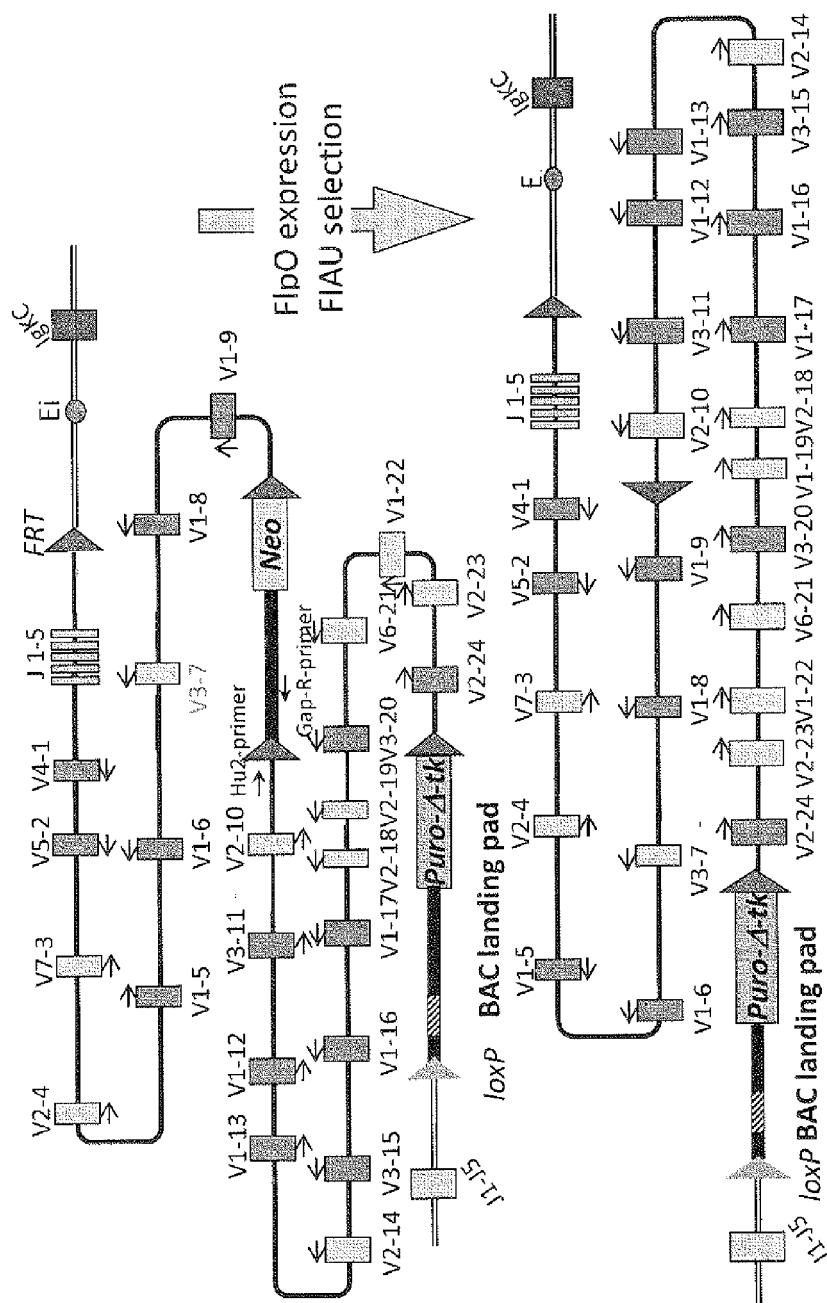 V2-4 V7-3 V5-2 V4-1 J 1-5 FRT Ei IgKC
V1-5 V1-6 V3-7 V1-8 V1-9
V1-13 V1-12 V3-11 V2-10 Hu2-primer Neo
Gap-R-primer
V2-14 V3-15 V1-16 V1-17 V2-18 V2-19 V3-20 V6-21 V1-22
J1-J5 loxP Puro-Δ-tk V2-24 V2-23
BAC landing pad
FlpO expression
FIAU selection
V1-5 V2-4 V7-3 V5-2 V4-1 J 1-5 E IgKC
V1-6 V3-7 V1-8 V1-9 V2-10 V3-11 V1-12 V1-13
J1-J5 loxP BAC landing pad Puro-Δ-tk V2-24 V2-23 V1-22 V6-21 V3-20 V1-19 V2-18 V1-17 V1-16 V3-15 V2-14